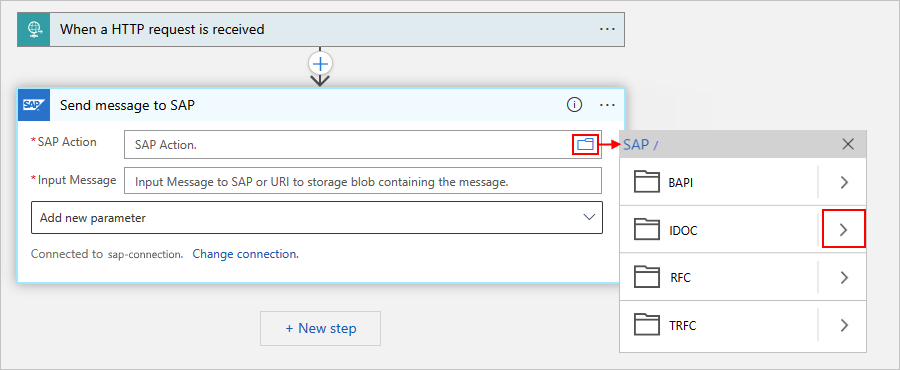 When a HTTP request is received
SAP Send message to SAP
*SAP Action SAP Action.
SAP /
*Input Message Input Message to SAP or URI to storage blob containing the message.
BAPI
Add new parameter
IDOC
Connected to sap-connection. Change connection.
RFC
+ New step
TRFC